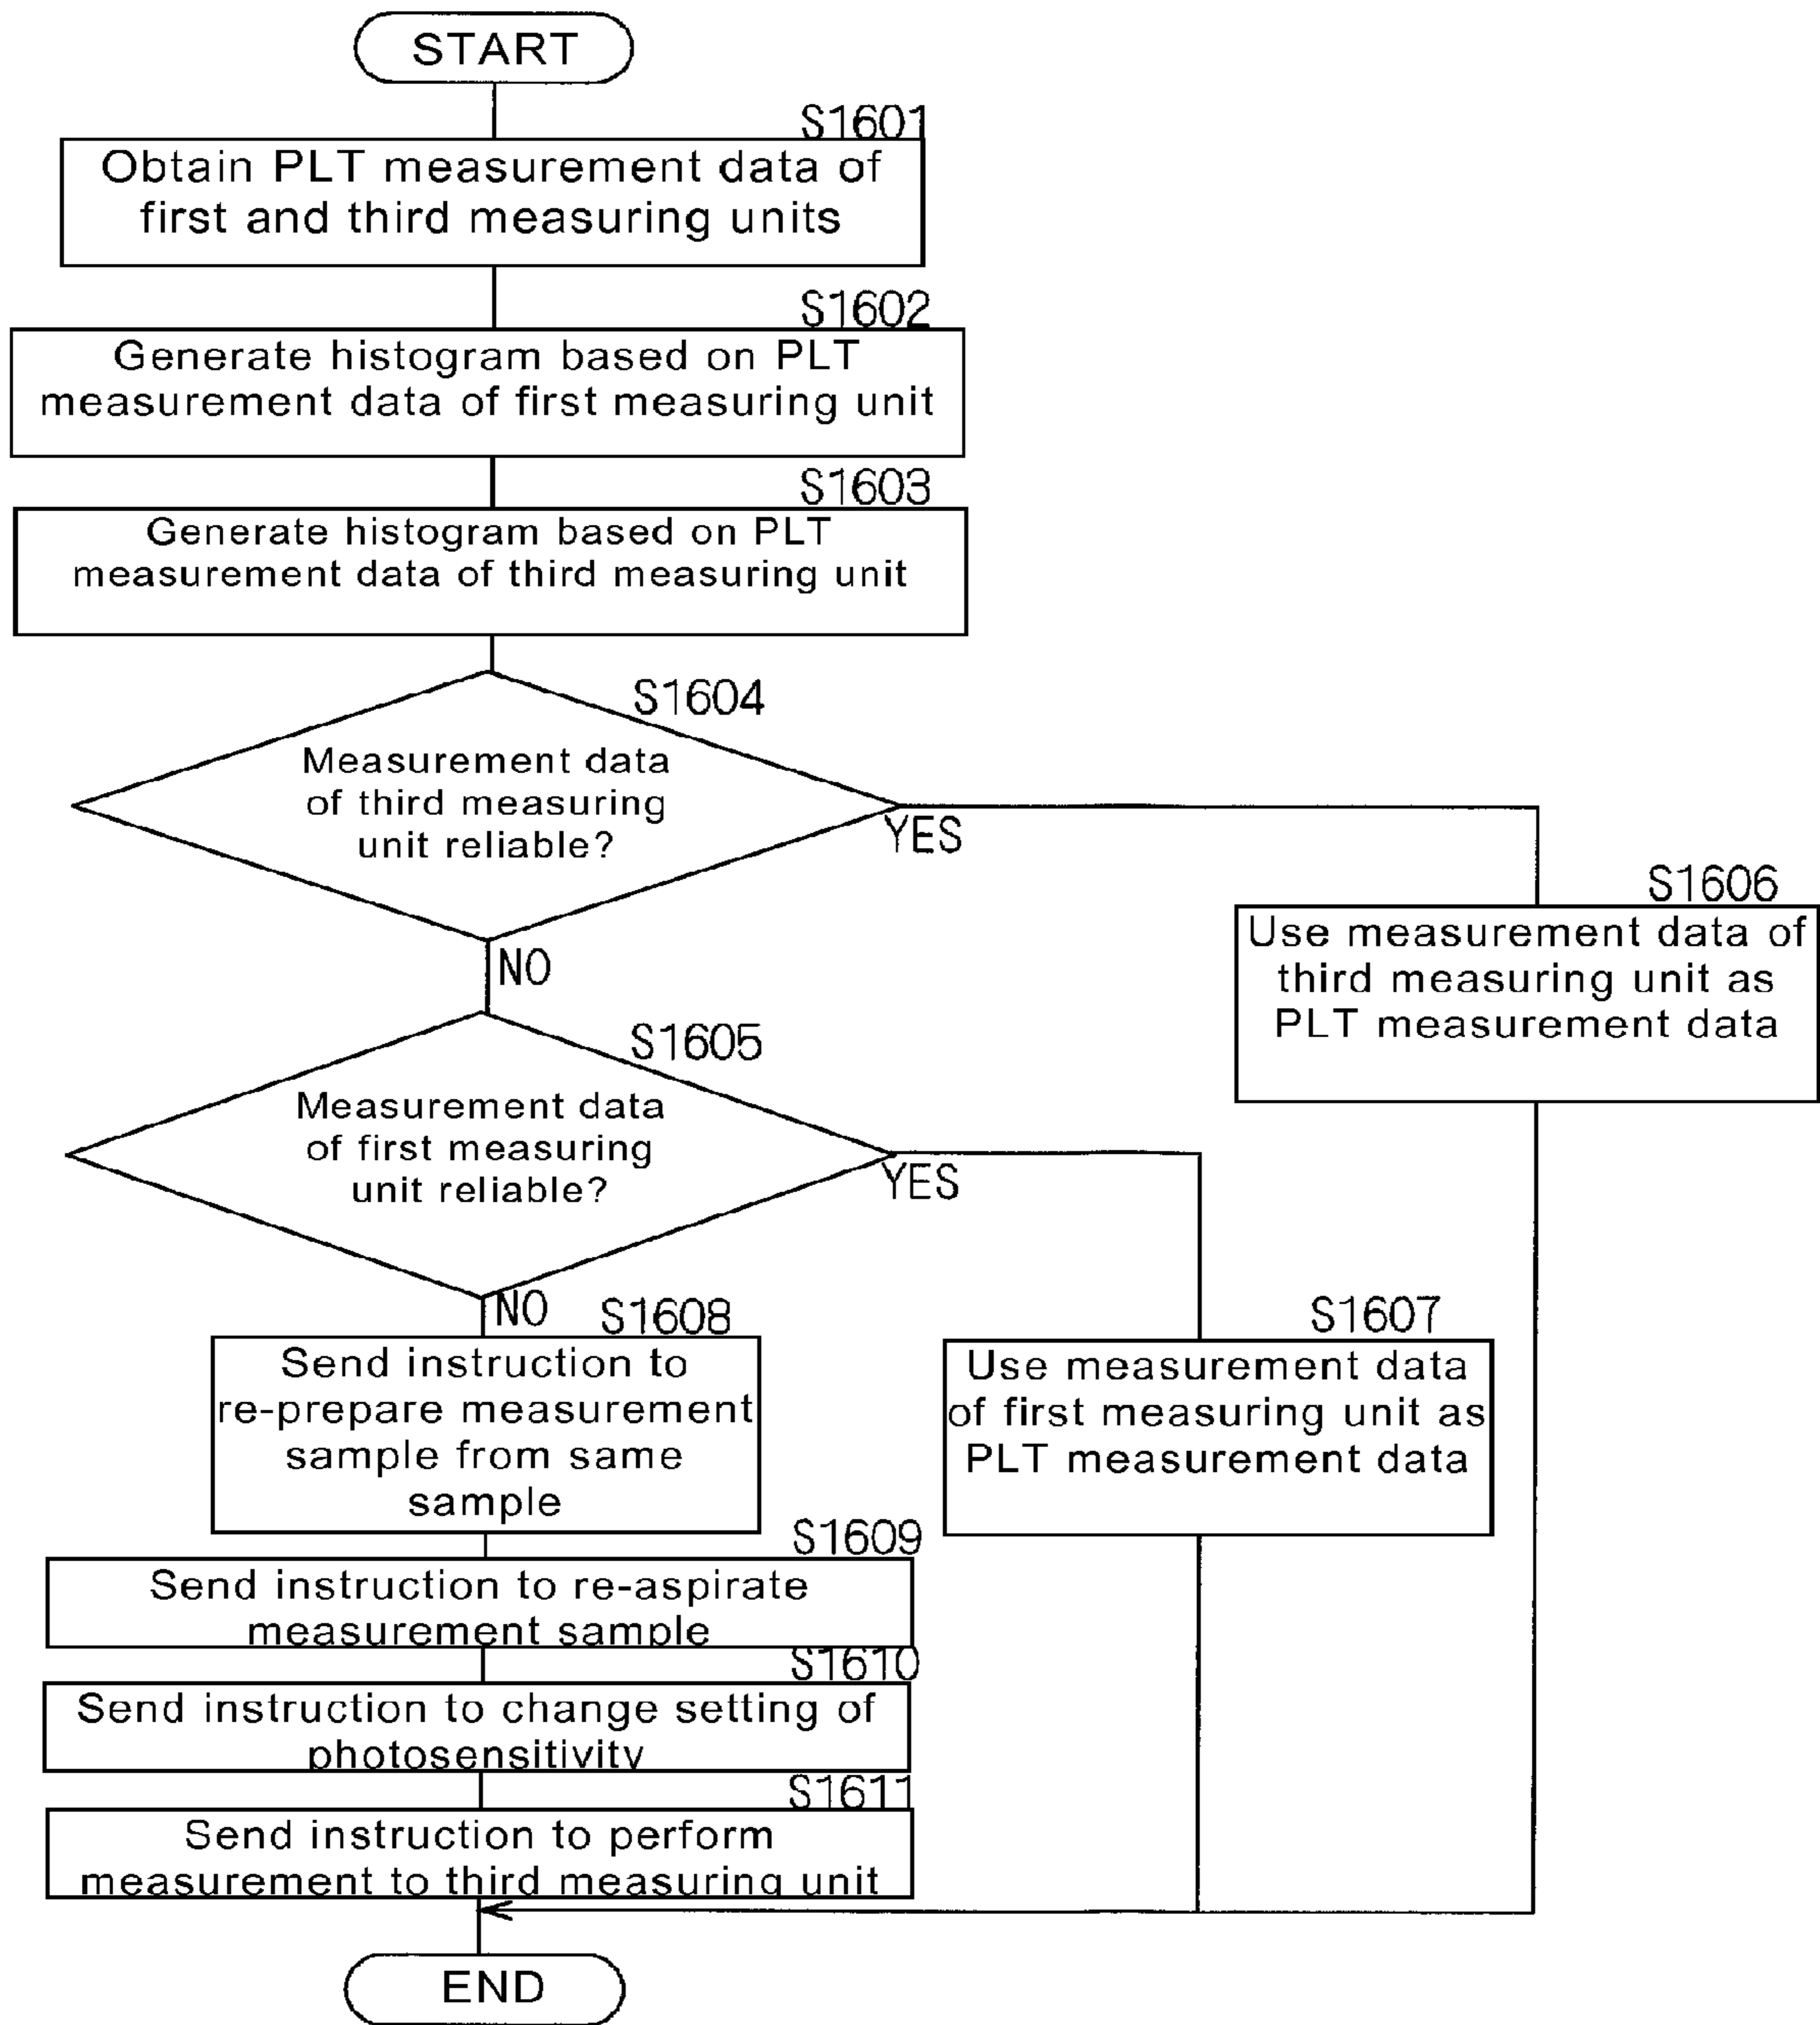 START
S1601
Obtain PLT measurement data of
first and third measuring units
S1602
Generate histogram based on PLT
measurement data of first measuring unit
S1603
Generate histogram based on PLT
measurement data of third measuring unit
S1604
Measurement data
of third measuring
unit reliable?
YES
NO
S1606
Use measurement data of
third measuring unit as
PLT measurement data
S1605
Measurement data
of first measuring
unit reliable?
YES
NO
S1607
Use measurement data
of first measuring unit as
PLT measurement data
S1608
Send instruction to
re-prepare measurement
sample from same
sample
S1609
Send instruction to re-aspirate
measurement sample
S1610
Send instruction to change setting of
photosensitivity
S1611
Send instruction to perform
measurement to third measuring unit
END